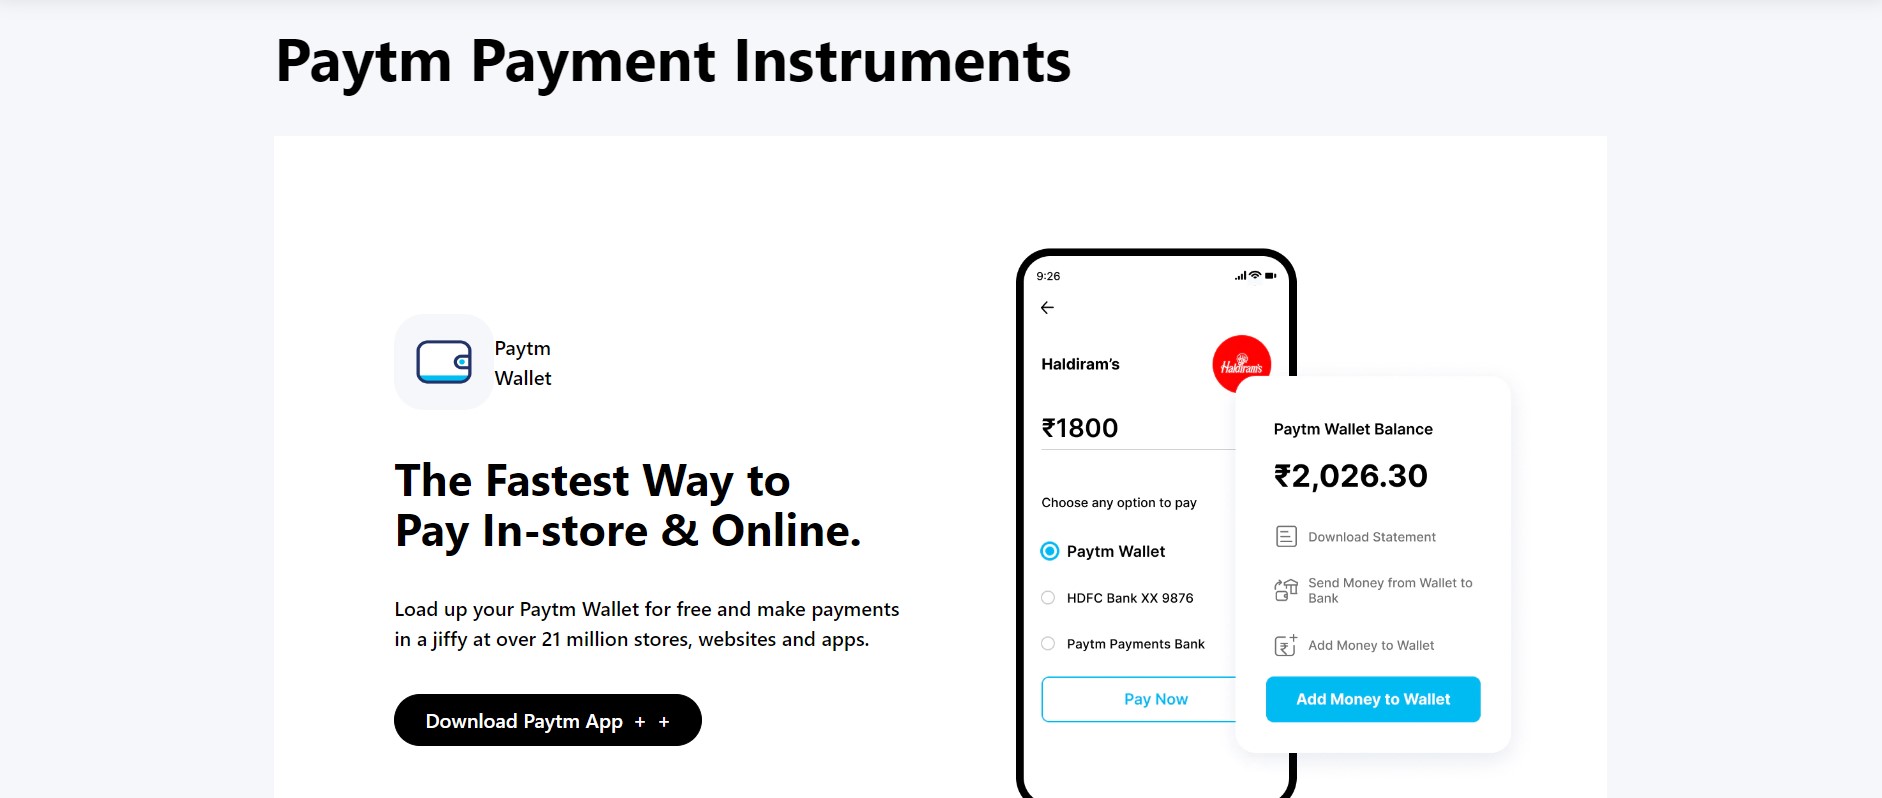 Paytm Payment Instruments
Paytm
Wallet
The Fastest Way to
Pay In-store & Online.
Load up your Paytm Wallet for free and make payments
in a jiffy at over 21 million stores, websites and apps.
Download Paytm App + +
9:26
Haldiram's
Haldiram's
₹1800
Choose any option to pay
Paytm Wallet
HDFC Bank XX 9876
Paytm Payments Bank
Pay Now
Paytm Wallet Balance
₹2,026.30
Download Statement
Send Money from Wallet to
Bank
Add Money to Wallet
Add Money to Wallet